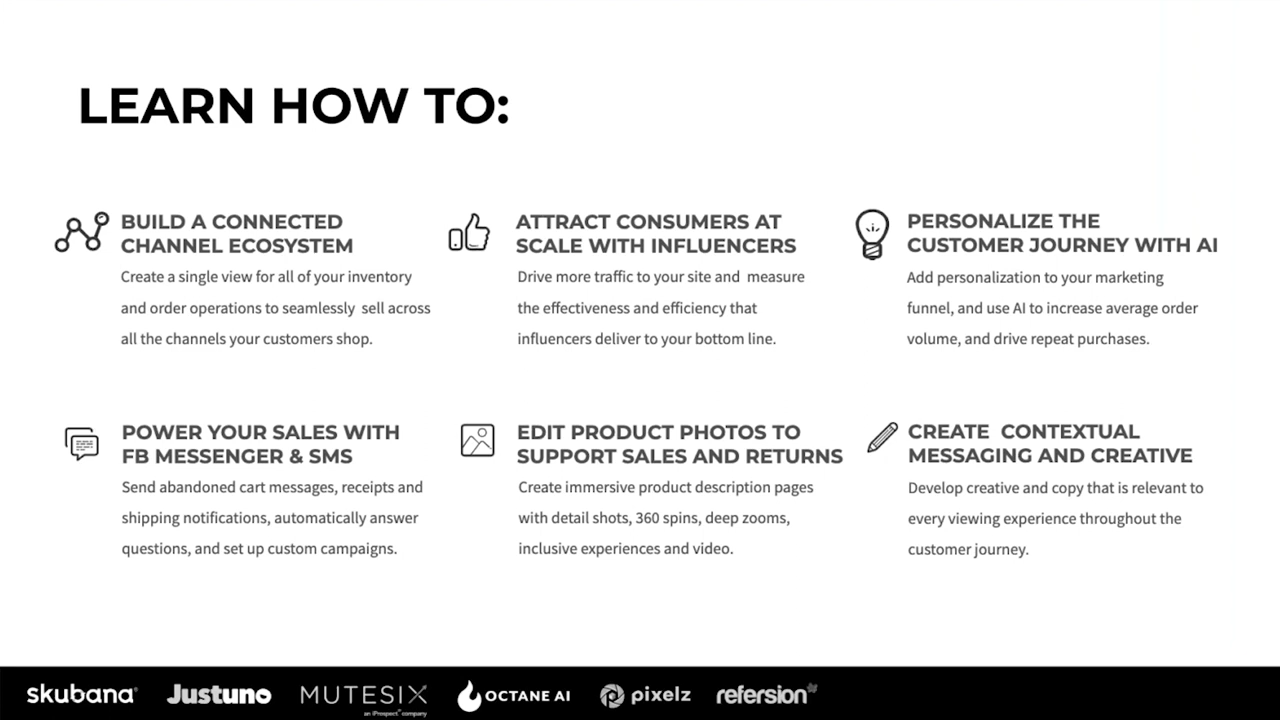 LEARN HOW TO:
BUILD A CONNECTED
CHANNEL ECOSYSTEM
Create a single view for all of your inventory
and order operations to seamlessly sell across
all the channels your customers shop.
ATTRACT CONSUMERS AT
SCALE WITH INFLUENCERS
Drive more traffic to your site and measure
the effectiveness and efficiency that
influencers deliver to your bottom line.
PERSONALIZE THE
CUSTOMER JOURNEY WITH AI
Add personalization to your marketing
funnel, and use AI to increase average order
volume, and drive repeat purchases.
POWER YOUR SALES WITH
FB MESSENGER & SMS
Send abandoned cart messages, receipts and
shipping notifications, automatically answer
questions, and set up custom campaigns.
EDIT PRODUCT PHOTOS TO
SUPPORT SALES AND RETURNS
Create immersive product description pages
with detail shots, 360 spins, deep zooms,
inclusive experiences and video.
CREATE CONTEXTUAL
MESSAGING AND CREATIVE
Develop creative and copy that is relevant to
every viewing experience throughout the
customer journey.
skubana
Justuno
MUTESIX
an iProspect company
OCTANE AI
pixelz
refersion